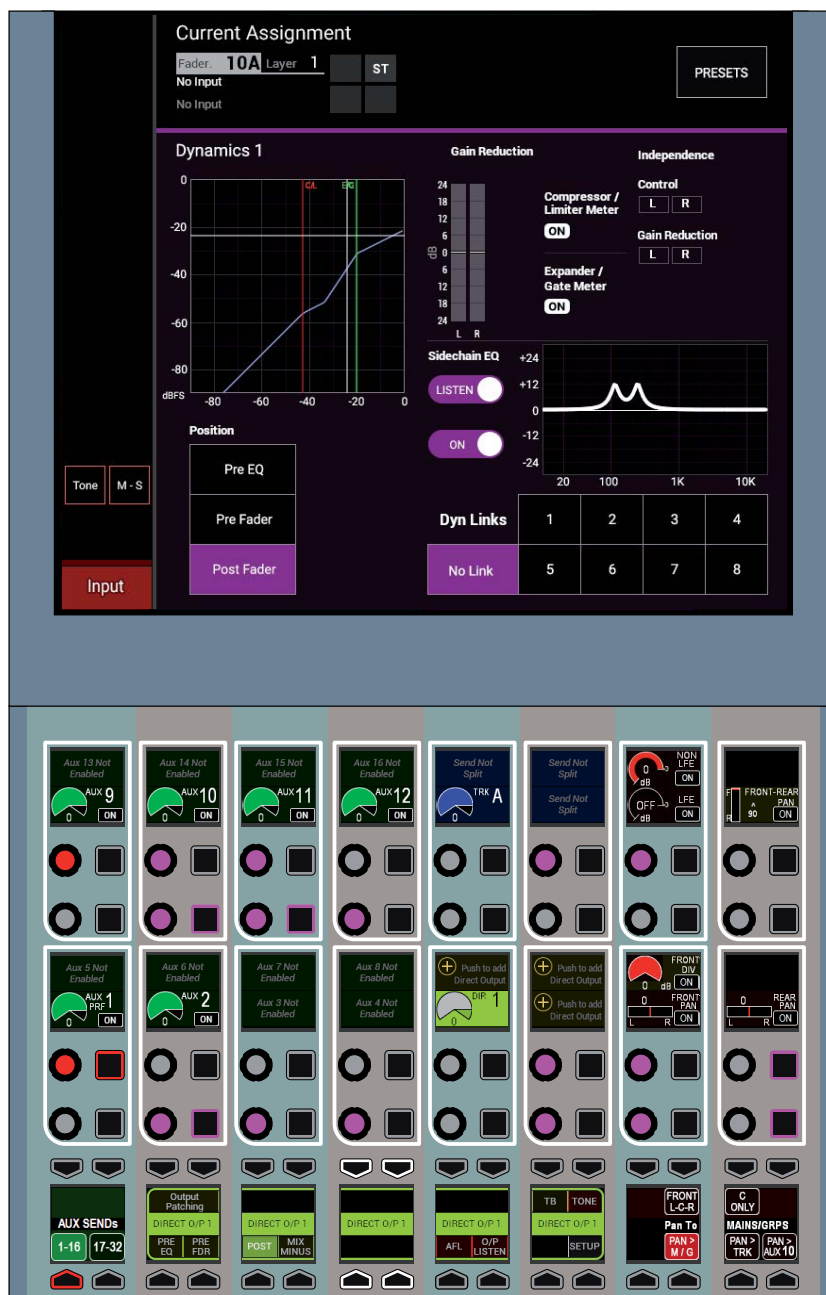 Current Assignment
Fader. 10A Layer 1
No Input
No Input
ST
PRESETS
Dynamics 1
C/L E/G
0
-20
-40
-60
-80
dBFS -80 -60 -40 -20 0
Gain Reduction
24
18
12
6
dB 0
6
12
18
24
L R
Compressor / Limiter Meter
ON
Expander / Gate Meter
ON
Independence
Control
L R
Gain Reduction
L R
Sidechain EQ
LISTEN
ON
+24
+12
0
-12
-24
20 100 1K 10K
Position
Pre EQ
Pre Fader
Post Fader
Dyn Links 1 2 3 4
No Link 5 6 7 8
Tone M - S
Input
Aux 13 Not Enabled
AUX 9
0 ON
Aux 14 Not Enabled
AUX 10
0 ON
Aux 15 Not Enabled
AUX 11
0 ON
Aux 16 Not Enabled
AUX 12
0 ON
Send Not Split
TRK A
0
Send Not Split
Send Not Split
NON LFE
0 dB ON
OFF dB LFE ON
FRONT-REAR PAN
F R ^ 90 ON
Aux 5 Not Enabled
AUX PRF 1
0 ON
Aux 6 Not Enabled
AUX 2
0 ON
Aux 7 Not Enabled
Aux 3 Not Enabled
Aux 8 Not Enabled
Aux 4 Not Enabled
Push to add Direct Output
DIR 1
0
Push to add Direct Output
Push to add Direct Output
FRONT DIV
0 dB ON
0 FRONT PAN
L R ON
0 REAR PAN
L R ON
AUX SENDs
1-16 17-32
Output Patching
DIRECT O/P 1
PRE EQ PRE FDR
DIRECT O/P 1
POST MIX MINUS
DIRECT O/P 1
DIRECT O/P 1
AFL O/P LISTEN
TB TONE
DIRECT O/P 1
SETUP
FRONT L-C-R
Pan To
PAN > M / G
C ONLY
MAINS/GRPS
PAN > TRK PAN > AUX 10